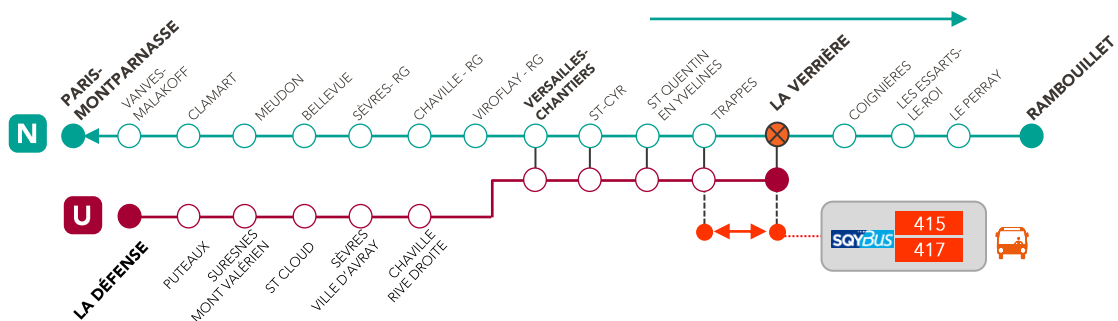 N
PARIS-
MONTPARNASSE
VANVES-
MALAKOFF
CLAMART
MEUDON
BELLEVUE
SÈVRES- RG
CHAVILLE - RG
VIROFLAY - RG
VERSAILLES-
CHANTIERS
ST-CYR
ST QUENTIN
EN YVELINES
TRAPPES
LA VERRIÈRE
COIGNIÈRES
LES ESSARTS-
LE-ROI
LE PERRAY
RAMBOUILLET
U
LA DÉFENSE
PUTEAUX
SURESNES
MONT VALÉRIEN
ST CLOUD
SÈVRES
VILLE D'AVRAY
CHAVILLE
RIVE DROITE
SQYBUS
415
417